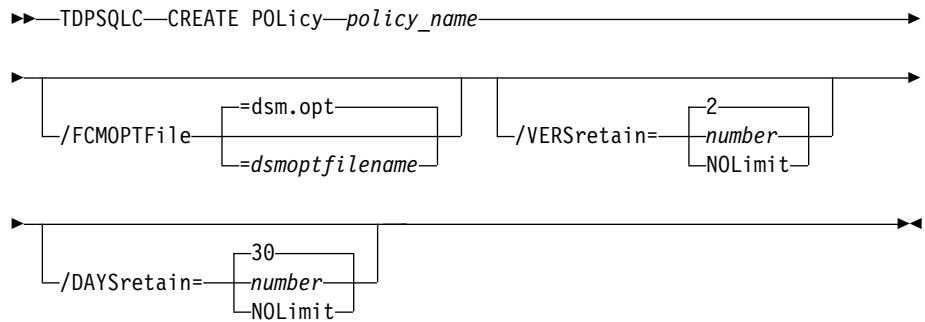 TDPSQLC CREATE POLicy policy_name
=dsm.opt
/FCMOPTFile
=dsmoptfilename
2
/VERSretain= number
NOLimit
30
/DAYSretain= number
NOLimit